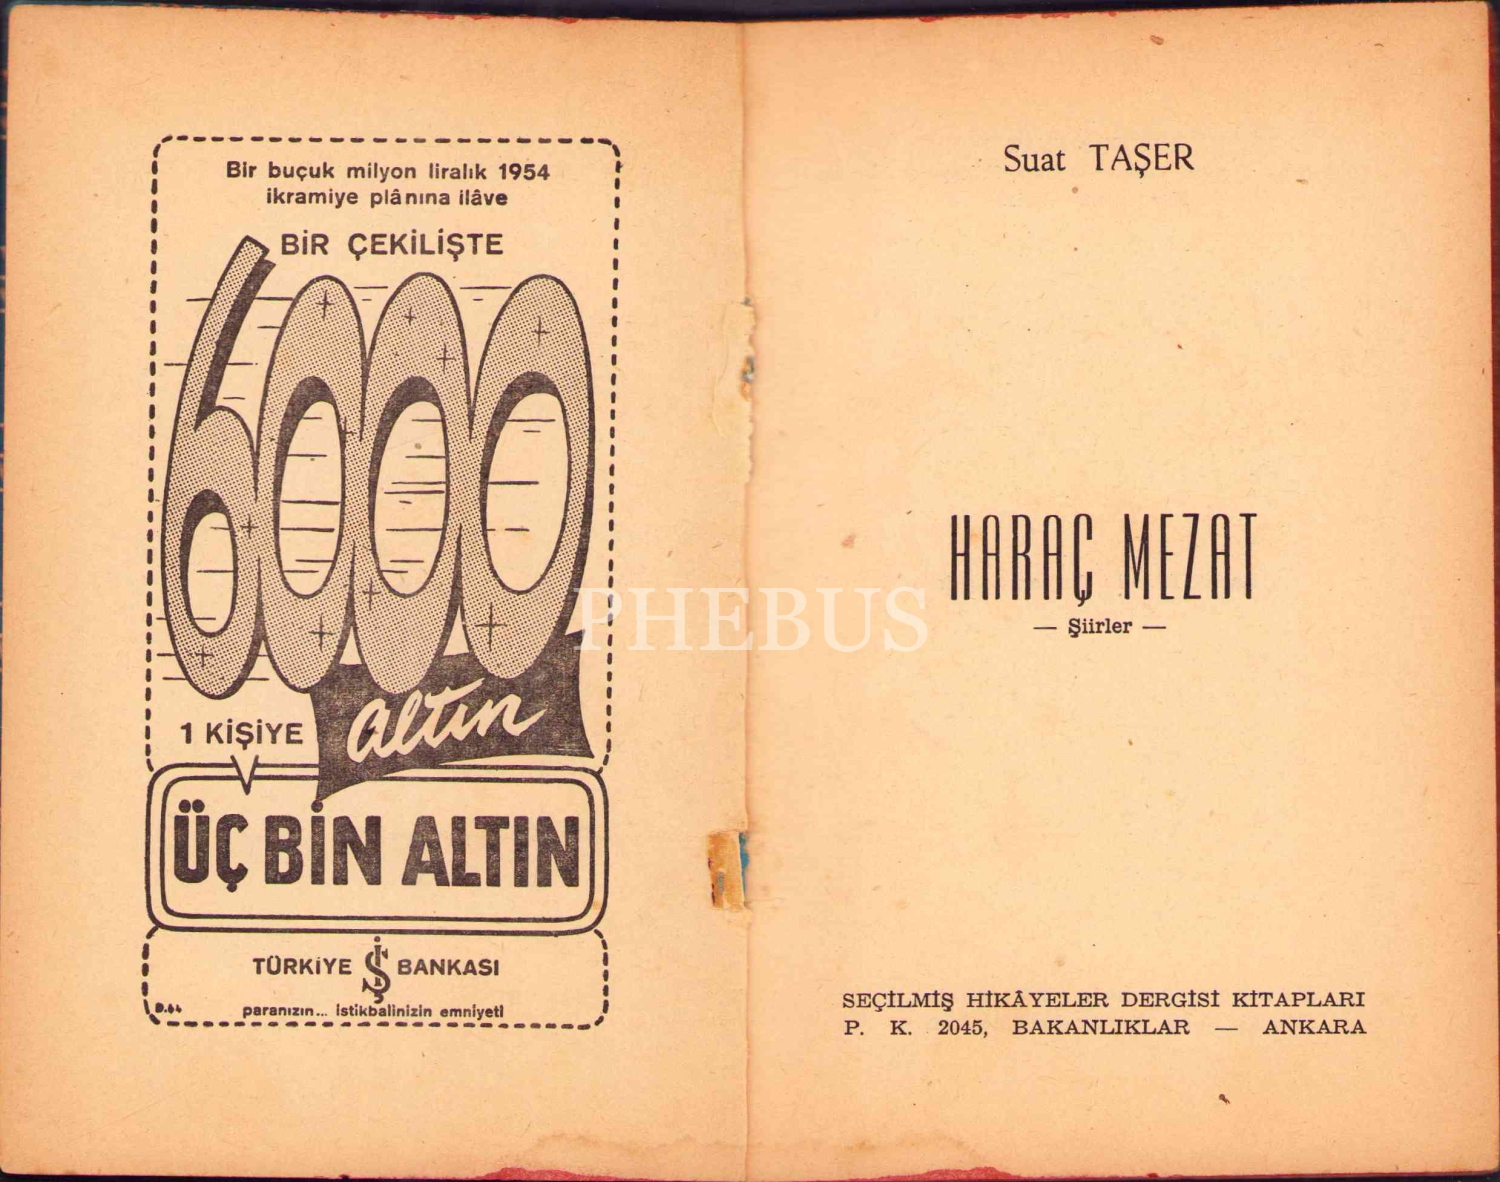 Bir buçuk milyon liralık 1954
ikramiye plânına ilâve
BİR ÇEKİLİŞTE
6000
altın
1 KİŞİYE
ÜÇ BİN ALTIN
TÜRKİYE İŞ BANKASI
paranızın... istikbalinizin emniyeti
Suat TAŞER
HARAÇ MEZAT
— Şiirler —
SEÇİLMİŞ HİKÂYELER DERGİSİ KİTAPLARI
P. K. 2045, BAKANLIKLAR — ANKARA
PHEBUS